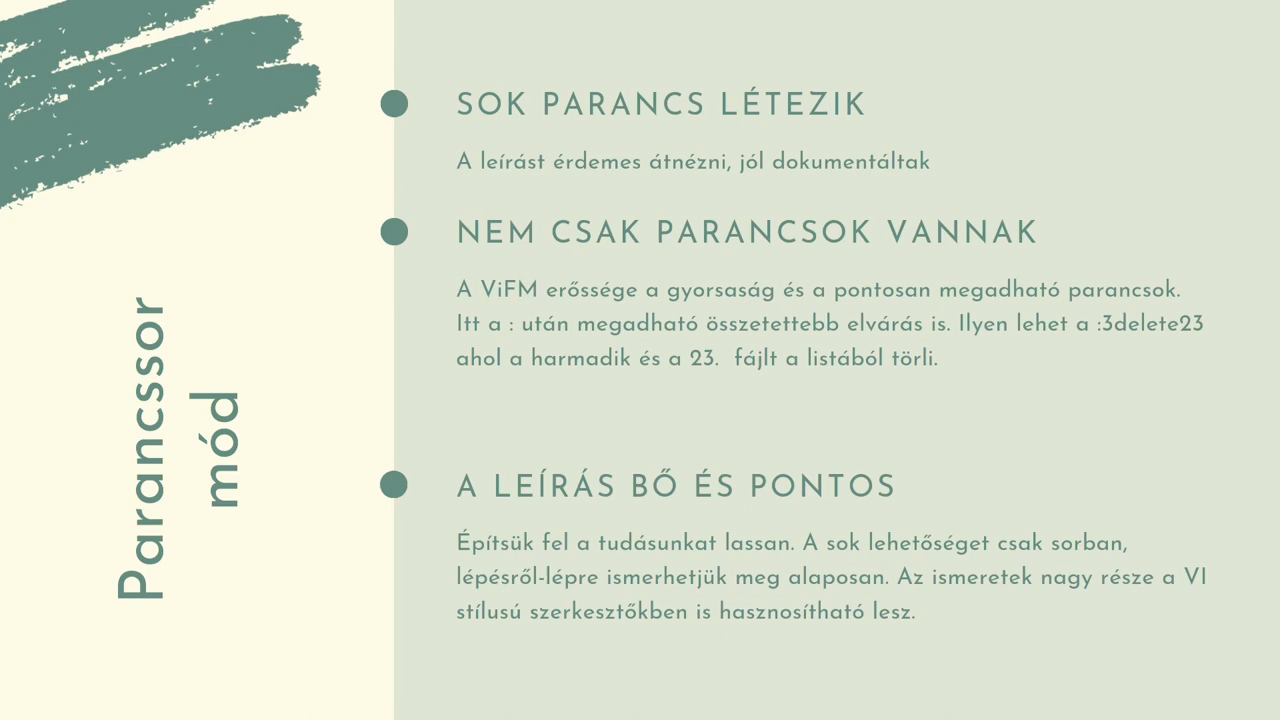 Parancssor
mód
SOK PARANCS LÉTEZIK
A leírást érdemes átnézni, jól dokumentáltak
NEM CSAK PARANCSOK VANNAK
A ViFM erőssége a gyorsaság és a pontosan megadható parancsok.
Itt a : után megadható összetettebb elvárás is. Ilyen lehet a :3delete23
ahol a harmadik és a 23. fájlt a listából törli.
A LEÍRÁS BŐ ÉS PONTOS
Építsük fel a tudásunkat lassan. A sok lehetőséget csak sorban,
lépésről-lépre ismerhetjük meg alaposan. Az ismeretek nagy része a VI
stílusú szerkesztőkben is hasznosítható lesz.